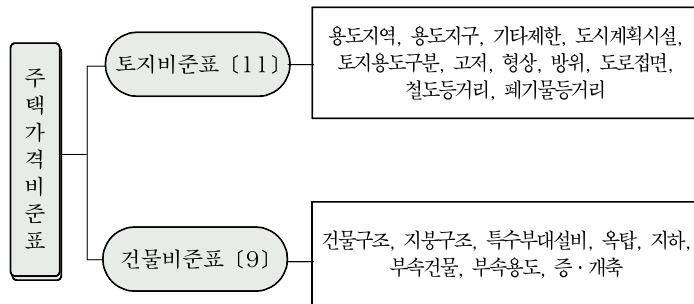 주택가격비준표
토지비준표〔11〕
용도지역, 용도지구, 기타제한, 도시계획시설,
토지용도구분, 고저, 형상, 방위, 도로접면,
철도등거리, 폐기물등거리
건물비준표〔9〕
건물구조, 지붕구조, 특수부대설비, 옥탑, 지하,
부속건물, 부속용도, 증·개축